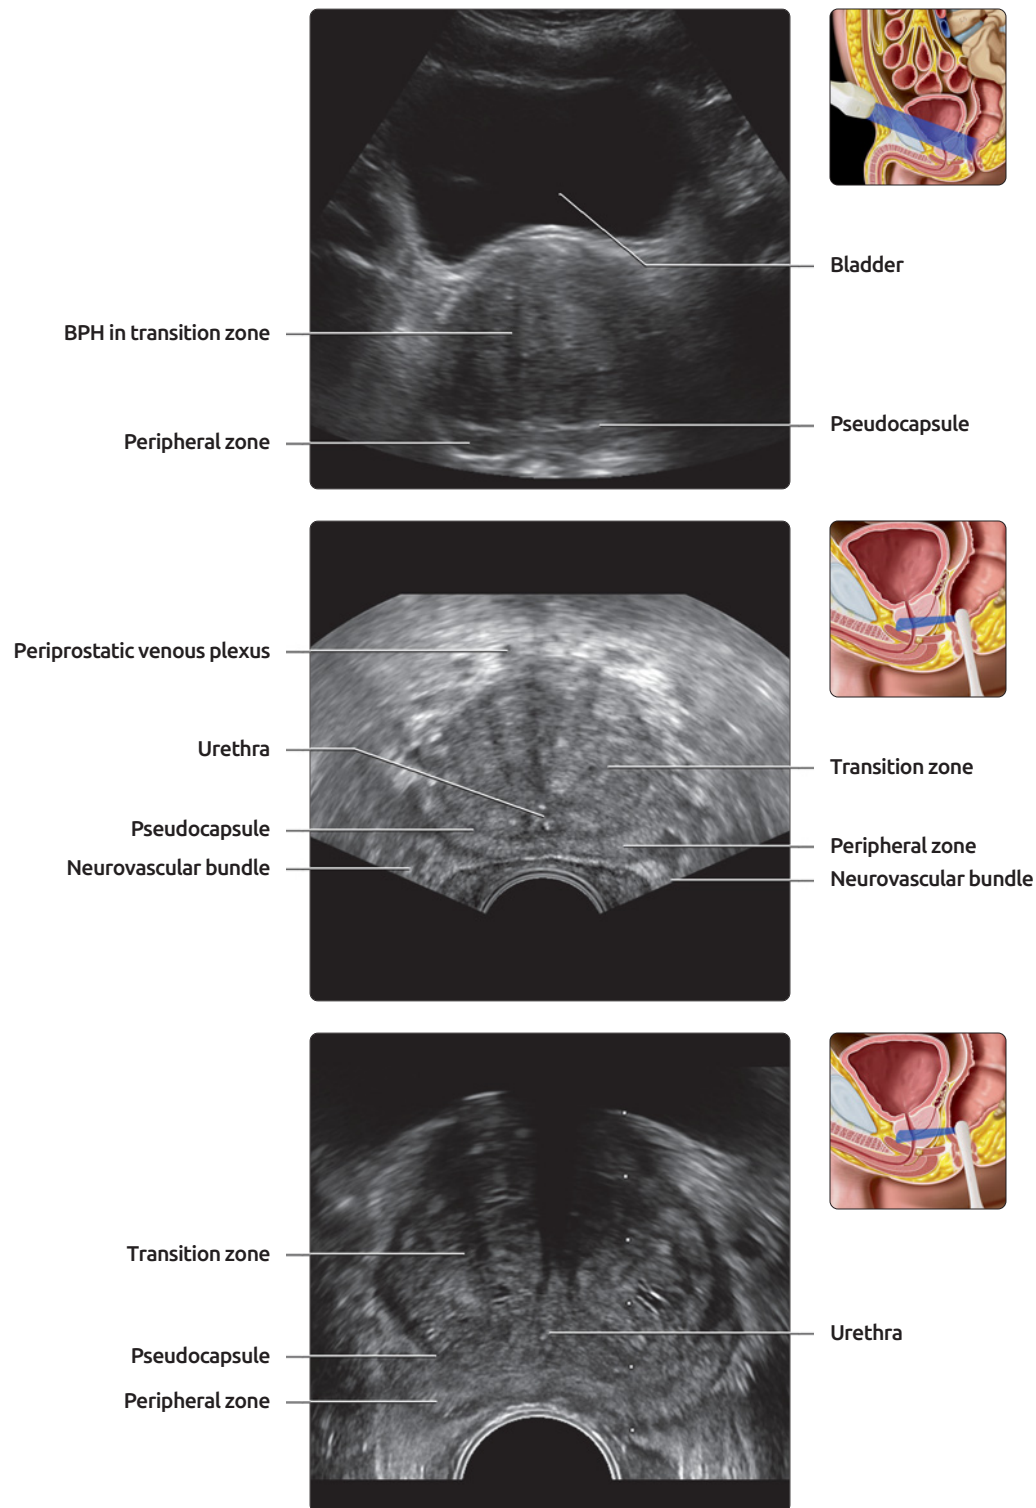 Bladder
BPH in transition zone
Pseudocapsule
Peripheral zone
Periprostatic venous plexus
Urethra
Transition zone
Pseudocapsule
Peripheral zone
Neurovascular bundle
Neurovascular bundle
Transition zone
Urethra
Pseudocapsule
Peripheral zone